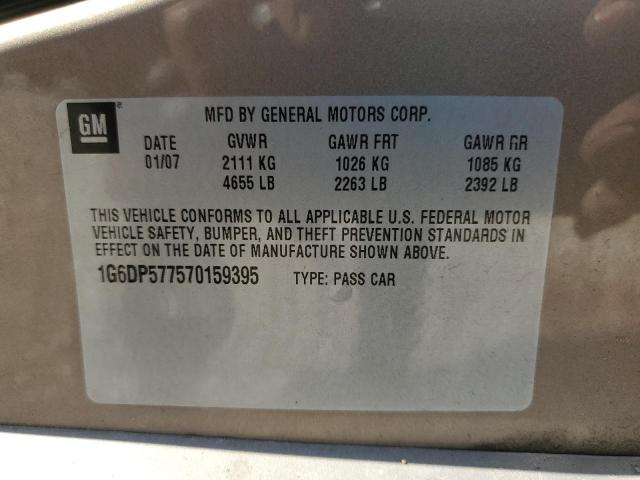 GM
MFD BY GENERAL MOTORS CORP.
DATE GVWR GAWR FRT GAWR RR
01/07 2111 KG 1026 KG 1085 KG
4655 LB 2263 LB 2392 LB
THIS VEHICLE CONFORMS TO ALL APPLICABLE U.S. FEDERAL MOTOR
VEHICLE SAFETY, BUMPER, AND THEFT PREVENTION STANDARDS IN
EFFECT ON THE DATE OF MANUFACTURE SHOWN ABOVE.
1G6DP577570159395 TYPE: PASS CAR